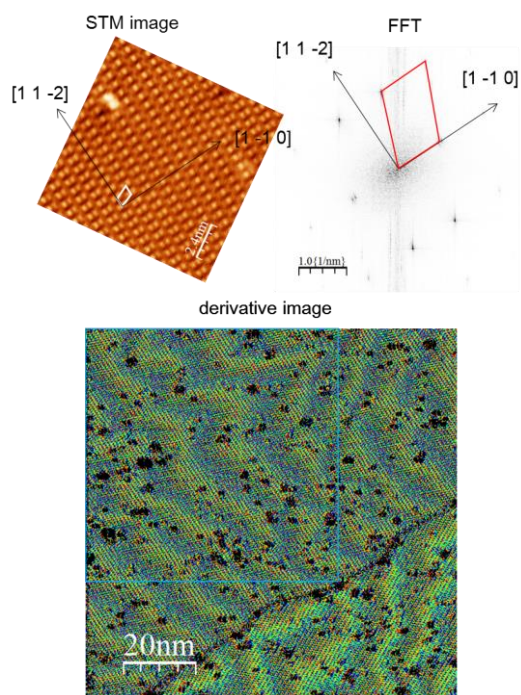 STM image
FFT
[1 1 -2]
[1 -1 0]
2.4nm
[1 1 -2]
[1 -1 0]
1.0{1/nm}
derivative image
20nm